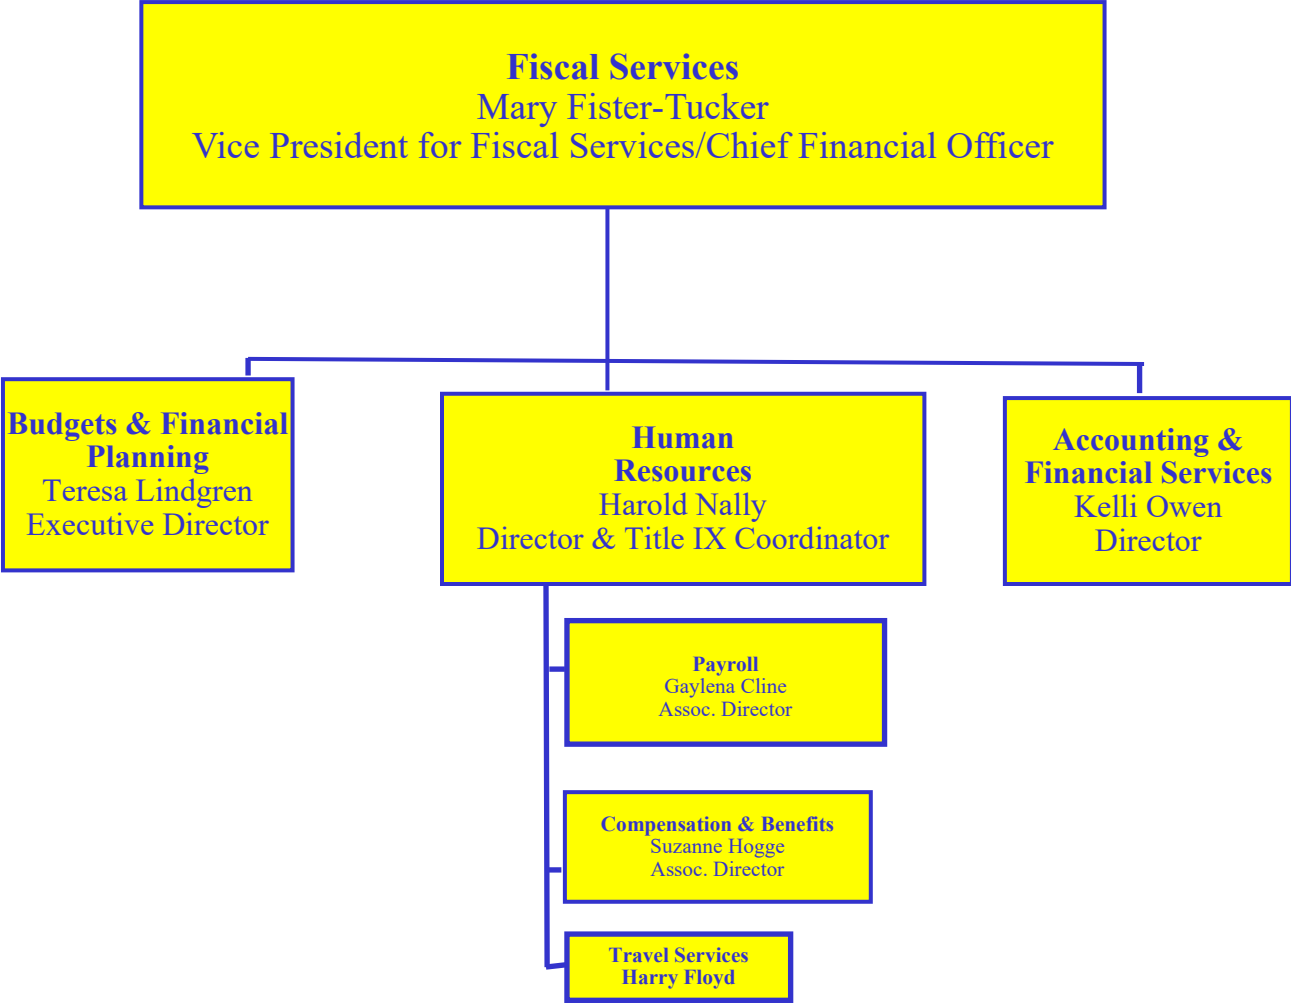 Fiscal Services
Mary Fister-Tucker
Vice President for Fiscal Services/Chief Financial Officer
Budgets & Financial
Planning
Teresa Lindgren
Executive Director
Human
Resources
Harold Nally
Director & Title IX Coordinator
Accounting &
Financial Services
Kelli Owen
Director
Payroll
Gaylena Cline
Assoc. Director
Compensation & Benefits
Suzanne Hogge
Assoc. Director
Travel Services
Harry Floyd